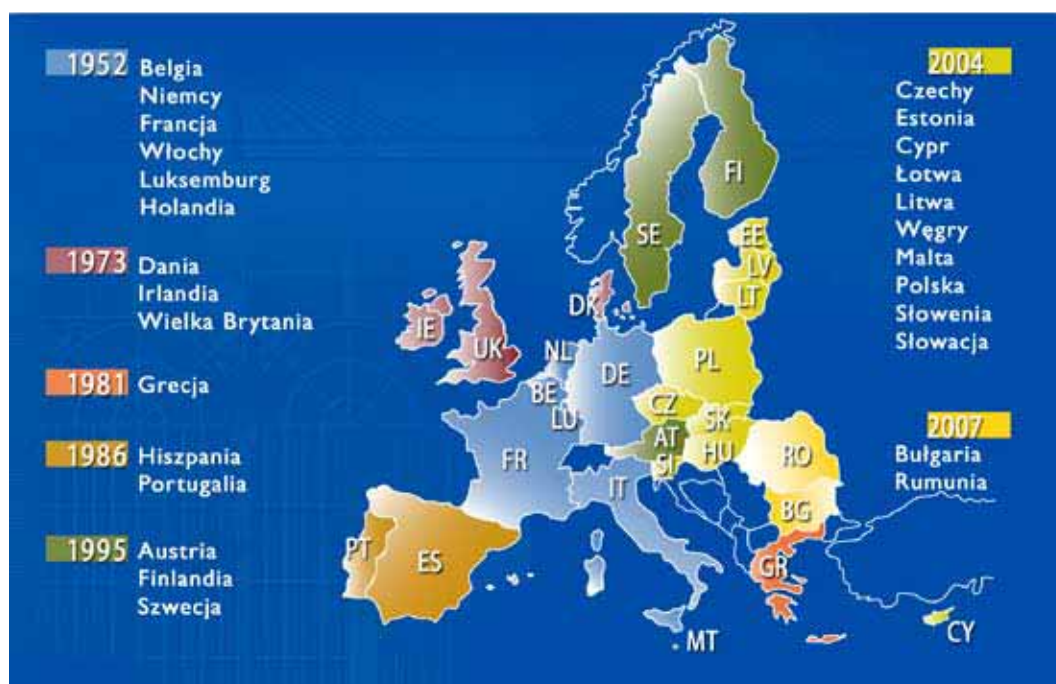 1952
Belgia
Niemcy
Francja
Włochy
Luksemburg
Holandia
1973
Dania
Irlandia
Wielka Brytania
1981
Grecja
1986
Hiszpania
Portugalia
1995
Austria
Finlandia
Szwecja
2004
Czechy
Estonia
Cypr
Łotwa
Litwa
Węgry
Malta
Polska
Słowenia
Słowacja
2007
Bułgaria
Rumunia
FI
SE
EE
LV
LT
DK
IE
UK
NL
DE
PL
BE
LU
CZ
SK
AT
HU
SI
FR
RO
IT
BG
PT
ES
GR
MT
CY